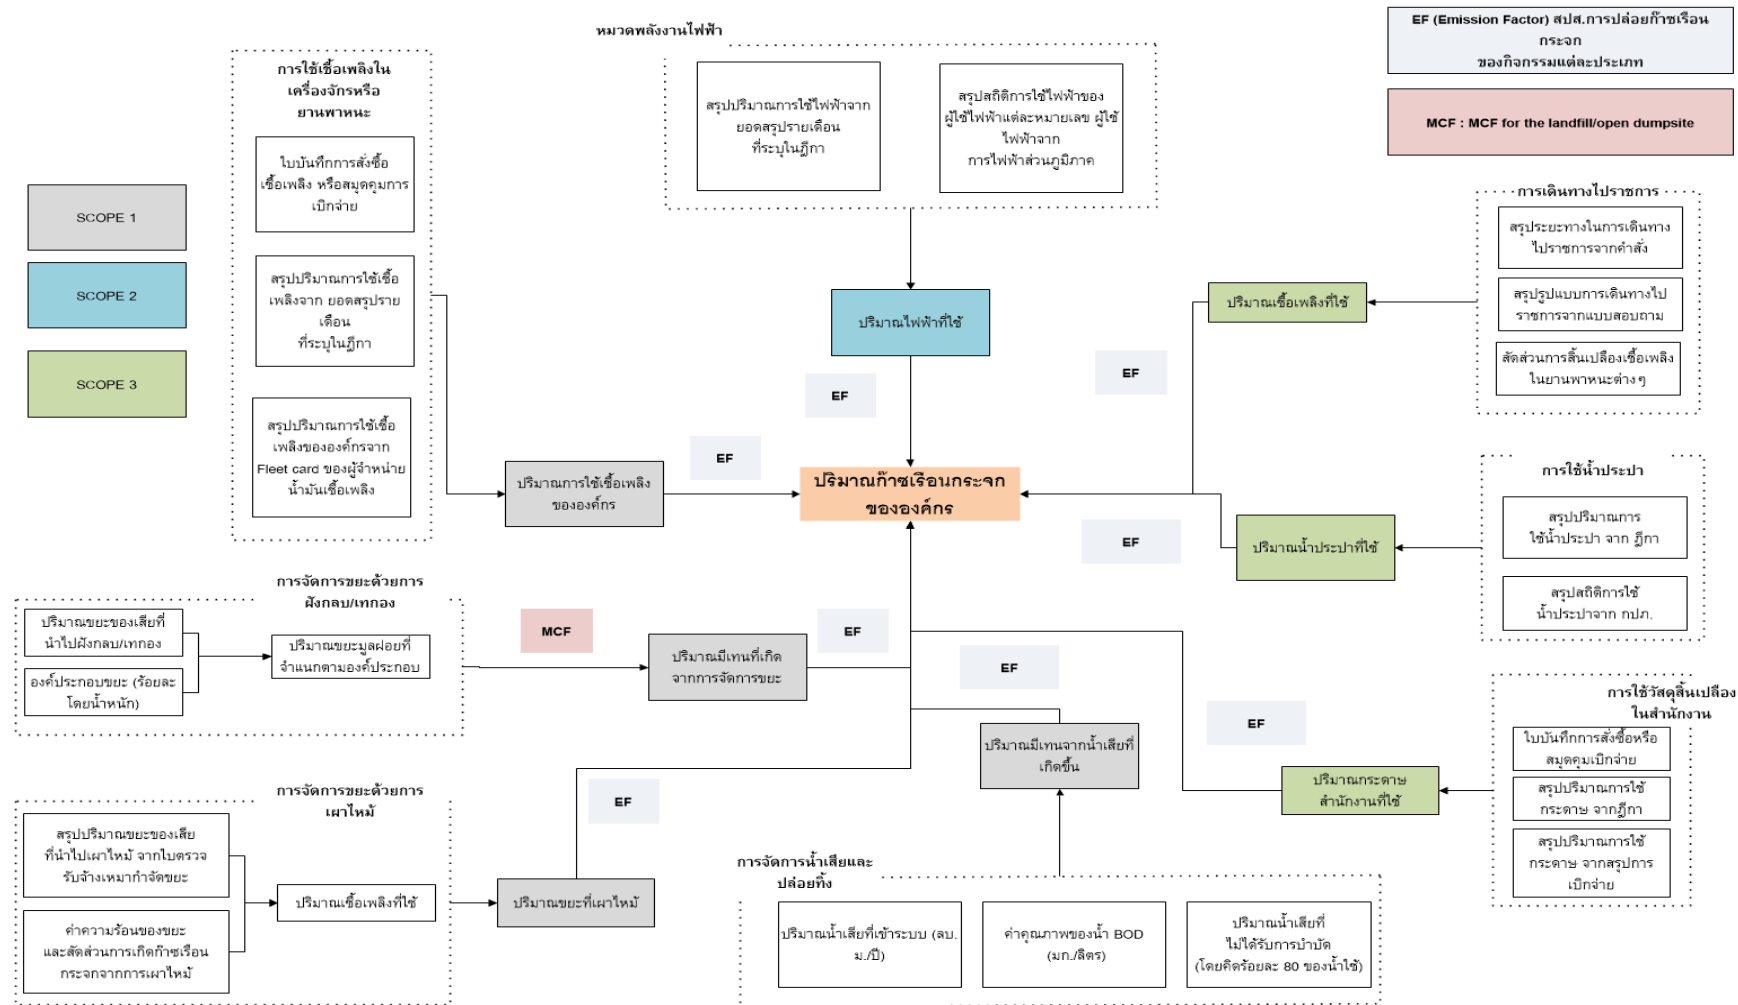 หมวดพลังงานไฟฟ้า
สรุปปริมาณการใช้ไฟฟ้าจาก
ยอดสรุปรายเดือน
ที่ระบุในฎีกา
สรุปสถิติการใช้ไฟฟ้าของ
ผู้ใช้ไฟฟ้าแต่ละหมายเลข ผู้ใช้
ไฟฟ้าจาก
การไฟฟ้าส่วนภูมิภาค
EF (Emission Factor) สปส.การปล่อยก๊าซเรือน
กระจก
ของกิจกรรมแต่ละประเภท
MCF : MCF for the landfill/open dumpsite
SCOPE 1
SCOPE 2
SCOPE 3
การใช้เชื้อเพลิงใน
เครื่องจักรหรือ
ยานพาหนะ
ใบบันทึกการสั่งซื้อ
เชื้อเพลิง หรือสมุดคุมการ
เบิกจ่าย
สรุปปริมาณการใช้เชื้อ
เพลิงจาก ยอดสรุปราย
เดือน
ที่ระบุในฎีกา
สรุปปริมาณการใช้เชื้อ
เพลิงขององค์กรจาก
Fleet card ของผู้จำหน่าย
น้ำมันเชื้อเพลิง
ปริมาณการใช้เชื้อเพลิง
ขององค์กร
EF
ปริมาณไฟฟ้าที่ใช้
EF
ปริมาณก๊าซเรือนกระจก
ขององค์กร
การเดินทางไปราชการ
สรุประยะทางในการเดินทาง
ไปราชการจากคำสั่ง
สรุปรูปแบบการเดินทางไป
ราชการจากแบบสอบถาม
สัดส่วนการสิ้นเปลืองเชื้อเพลิง
ในยานพาหนะต่างๆ
ปริมาณเชื้อเพลิงที่ใช้
EF
การใช้น้ำประปา
สรุปปริมาณการ
ใช้น้ำประปา จาก ฎีกา
สรุปสถิติการใช้
น้ำประปาจาก กปภ.
ปริมาณน้ำประปาที่ใช้
EF
การจัดการขยะด้วยการ
ฝังกลบ/เทกอง
ปริมาณขยะของเสียที่
นำไปฝังกลบ/เทกอง
องค์ประกอบขยะ (ร้อยละ
โดยน้ำหนัก)
ปริมาณขยะมูลฝอยที่
จำแนกตามองค์ประกอบ
MCF
ปริมาณมีเทนที่เกิด
จากการจัดการขยะ
EF
EF
ปริมาณมีเทนจากน้ำเสียที่
เกิดขึ้น
EF
การใช้วัสดุสิ้นเปลือง
ในสำนักงาน
ใบบันทึกการสั่งซื้อหรือ
สมุดคุมเบิกจ่าย
สรุปปริมาณการใช้
กระดาษ จากฎีกา
สรุปปริมาณการใช้
กระดาษ จากสรุปการ
เบิกจ่าย
ปริมาณกระดาษ
สำนักงานที่ใช้
การจัดการขยะด้วยการ
เผาไหม้
สรุปปริมาณขยะของเสีย
ที่นำไปเผาไหม้ จากใบตรวจ
รับจ้างเหมากำจัดขยะ
ค่าความร้อนของขยะ
และสัดส่วนการเกิดก๊าซเรือน
กระจกจากการเผาไหม้
ปริมาณเชื้อเพลิงที่ใช้
ปริมาณขยะที่เผาไหม้
EF
การจัดการน้ำเสียและ
ปล่อยทิ้ง
ปริมาณน้ำเสียที่เข้าระบบ (ลบ.
ม./ปี)
ค่าคุณภาพของน้ำ BOD
(มก./ลิตร)
ปริมาณน้ำเสียที่
ไม่ได้รับการบำบัด
(โดยคิดร้อยละ 80 ของน้ำใช้)